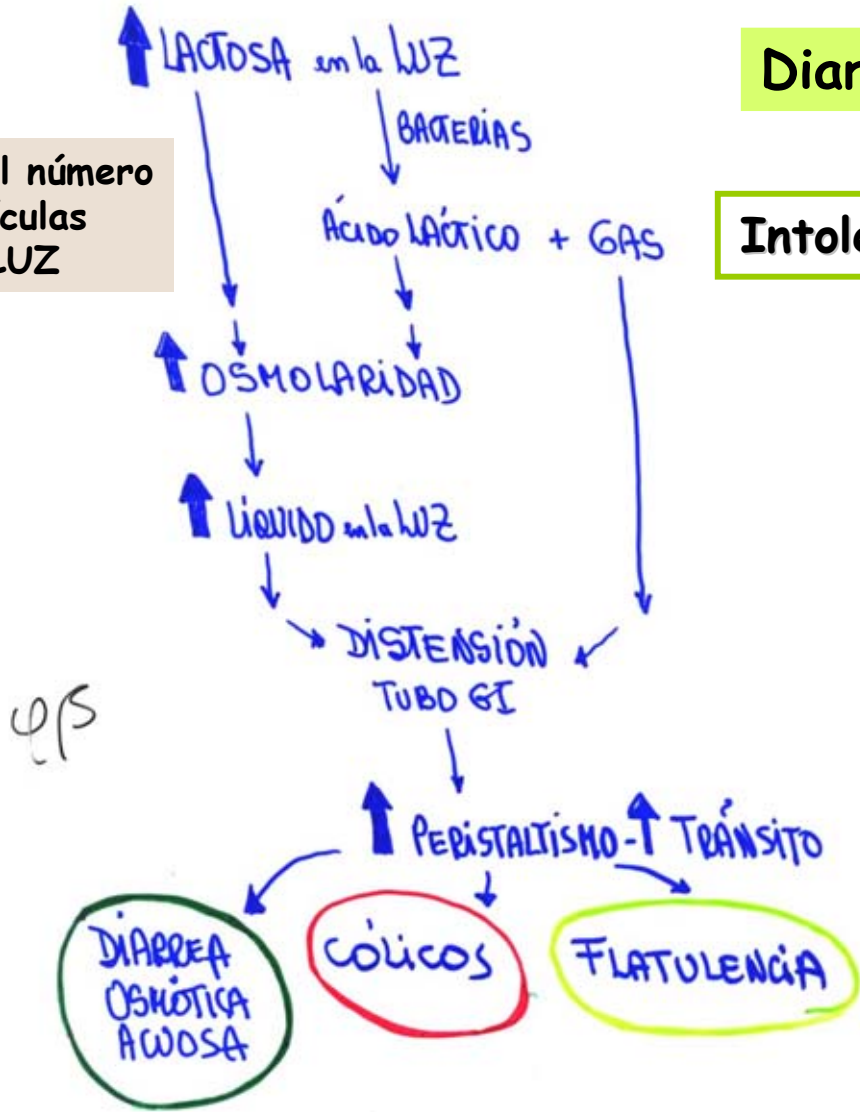 LACTOSA en la LUZ
Diar
BACTERIAS
l número
ículas
LUZ
ÁCIDO LÁCTICO + GAS
Intole
OSMOLARIDAD
LÍQUIDO en la LUZ
DISTENSIÓN
TUBO GI
PERISTALTISMO - TRÁNSITO
DIARREA
OSMÓTICA
ACUOSA
CÓLICOS
FLATULENCIA